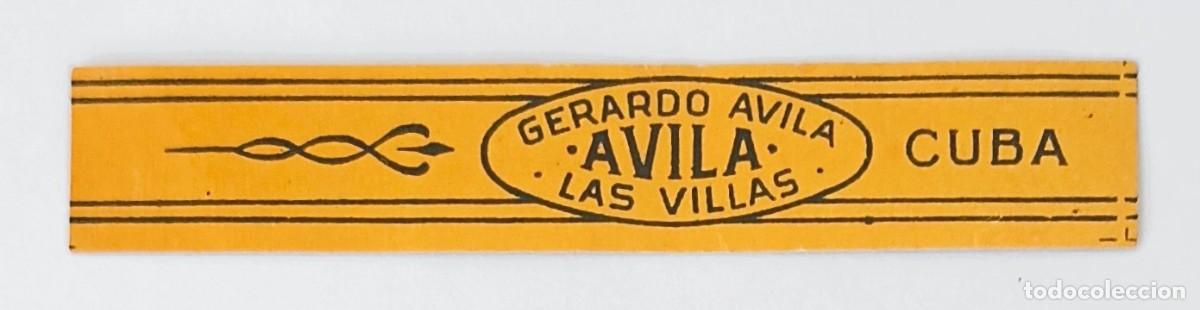 GERARDO AVILA
·AVILA·
· LAS VILLAS ·
CUBA
todocoleccion